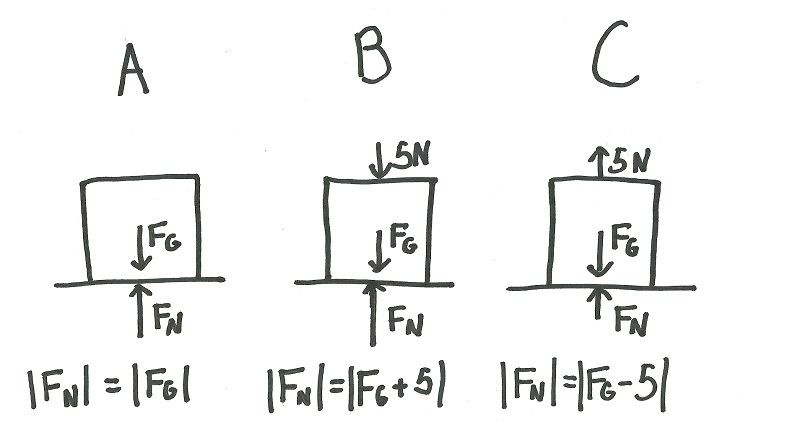 A B C
5N 5N
F_G F_G F_G
F_N F_N F_N
|F_N| = |F_G| |F_N|=|F_G+5| |F_N|=|F_G-5|